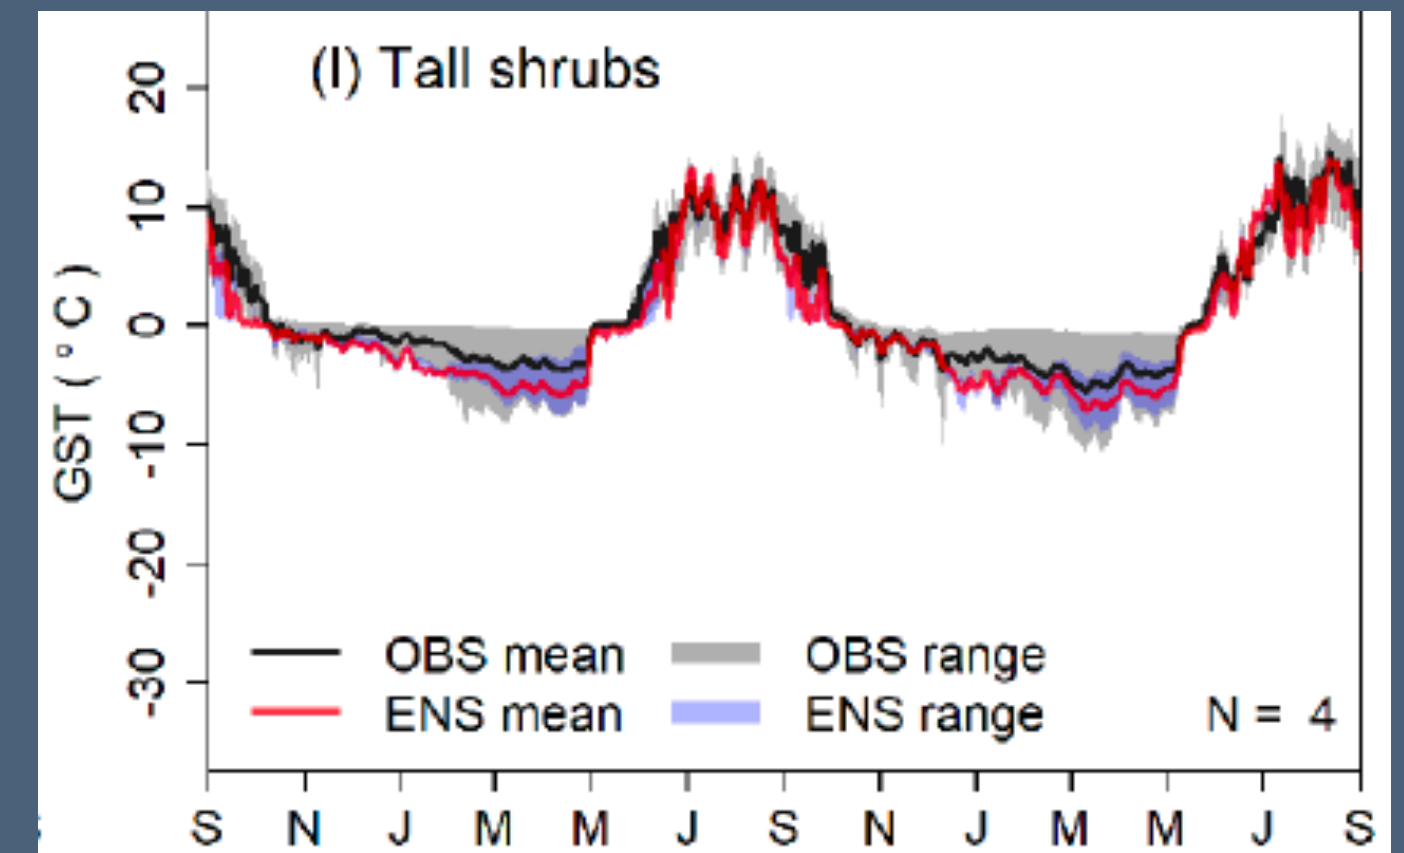 (l) Tall shrubs
20
10
0
-10
-20
-30
GST ( ° C )
OBS mean OBS range
ENS mean ENS range
N = 4
S N J M M J S N J M M J S